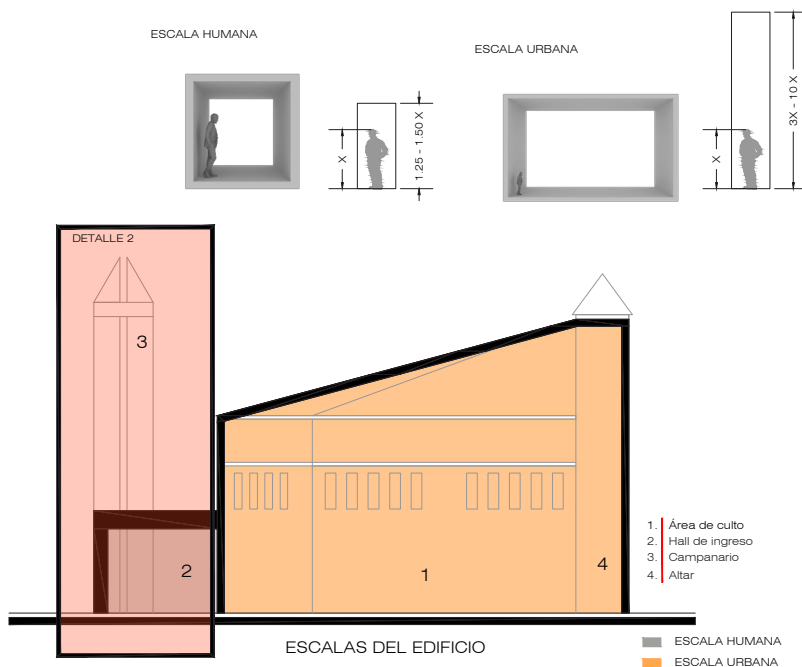 ESCALA HUMANA
X
1.25 - 1.50 X
ESCALA URBANA
X
3X - 10 X
DETALLE 2
3
2
1
4
1. Área de culto
2. Hall de ingreso
3. Campanario
4. Altar
ESCALAS DEL EDIFICIO
ESCALA HUMANA
ESCALA URBANA